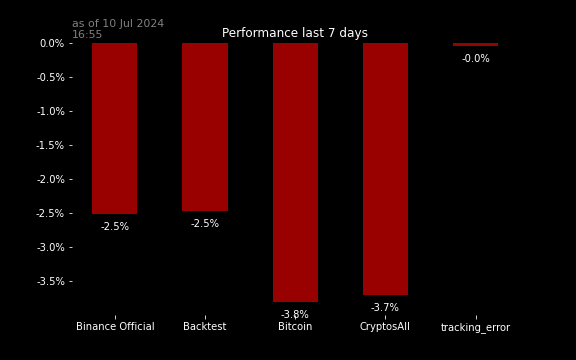 as of 10 Jul 2024
16:55
Performance last 7 days
0.0%
-0.5%
-1.0%
-1.5%
-2.0%
-2.5%
-3.0%
-3.5%
-2.5%
-2.5%
-3.8%
-3.7%
-0.0%
Binance Official
Backtest
Bitcoin
CryptosAll
tracking_error